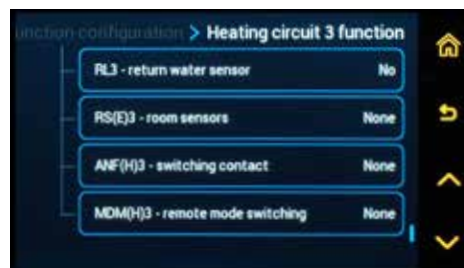 unction configuration > Heating circuit 3 function
RL3 - return water sensor No
RS(E)3 - room sensors None
ANF(H)3 - switching contact None
MDM(H)3 - remote mode switching None